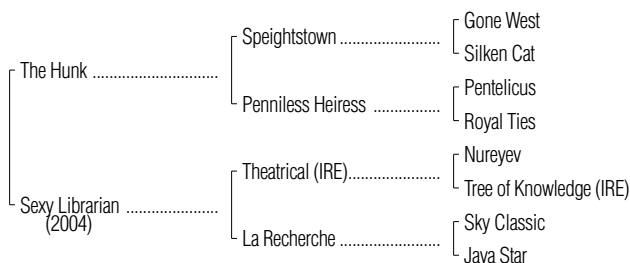 Gone West
Speightstown
Silken Cat
The Hunk
Pentelicus
Penniless Heiress
Royal Ties
Nureyev
Theatrical (IRE)
Tree of Knowledge (IRE)
Sexy Librarian
(2004)
Sky Classic
La Recherche
Java Star